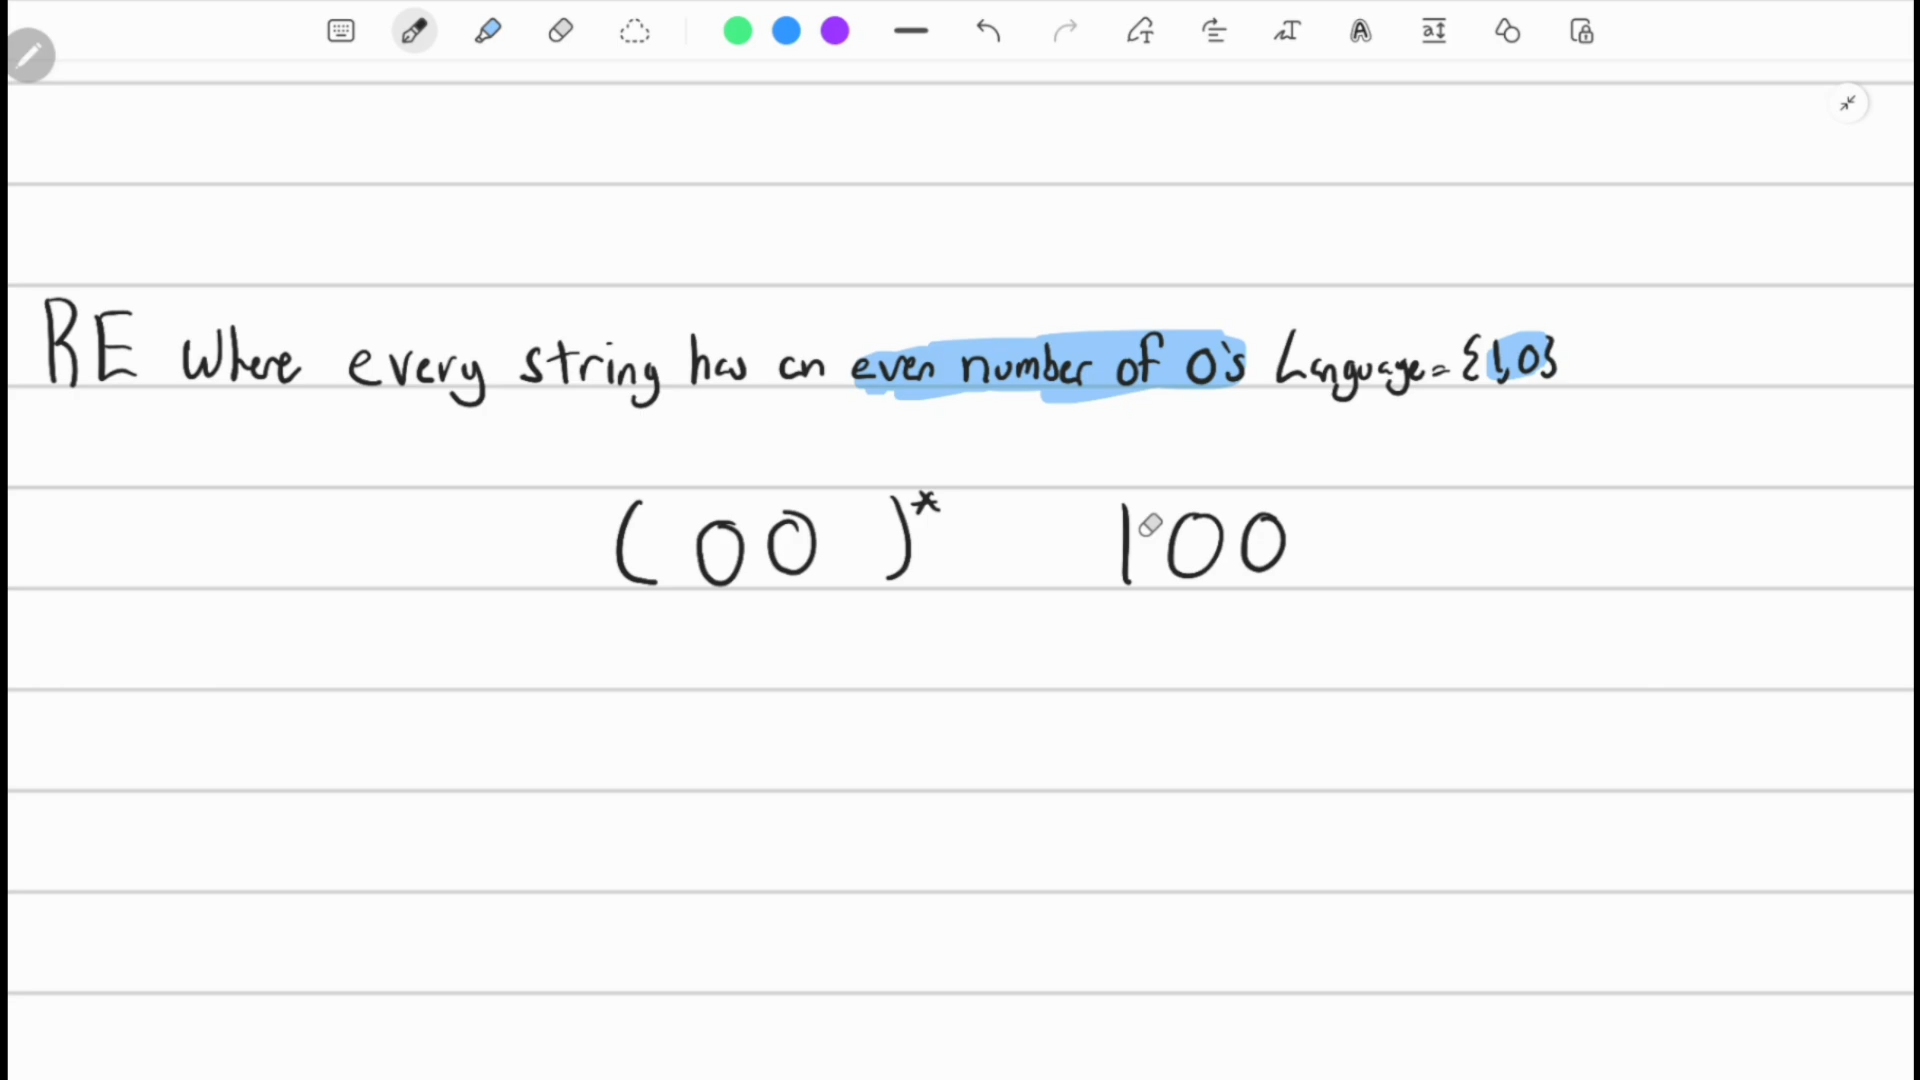 RE Where every string has an even number of 0's Language = {1,0}
(00)* 100